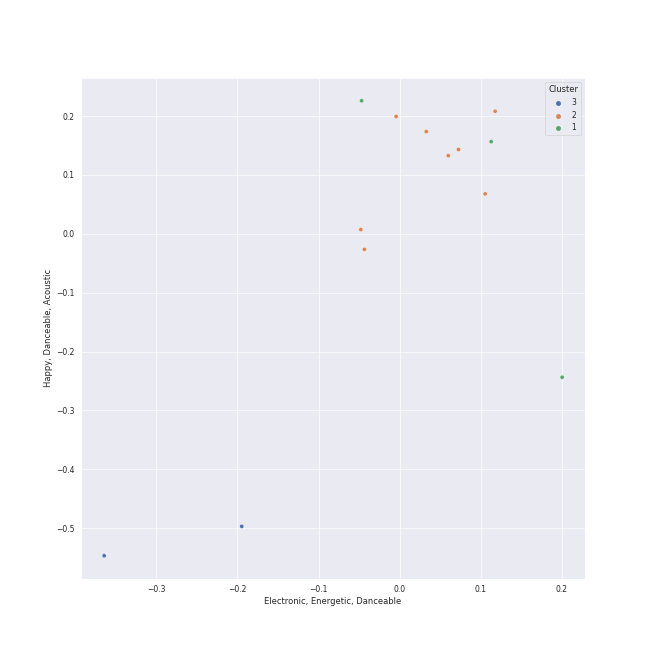 Cluster
3
2
1
0.2
0.1
0.0
−0.1
−0.2
−0.3
−0.4
−0.5
Happy, Danceable, Acoustic
−0.3 −0.2 −0.1 0.0 0.1 0.2
Electronic, Energetic, Danceable